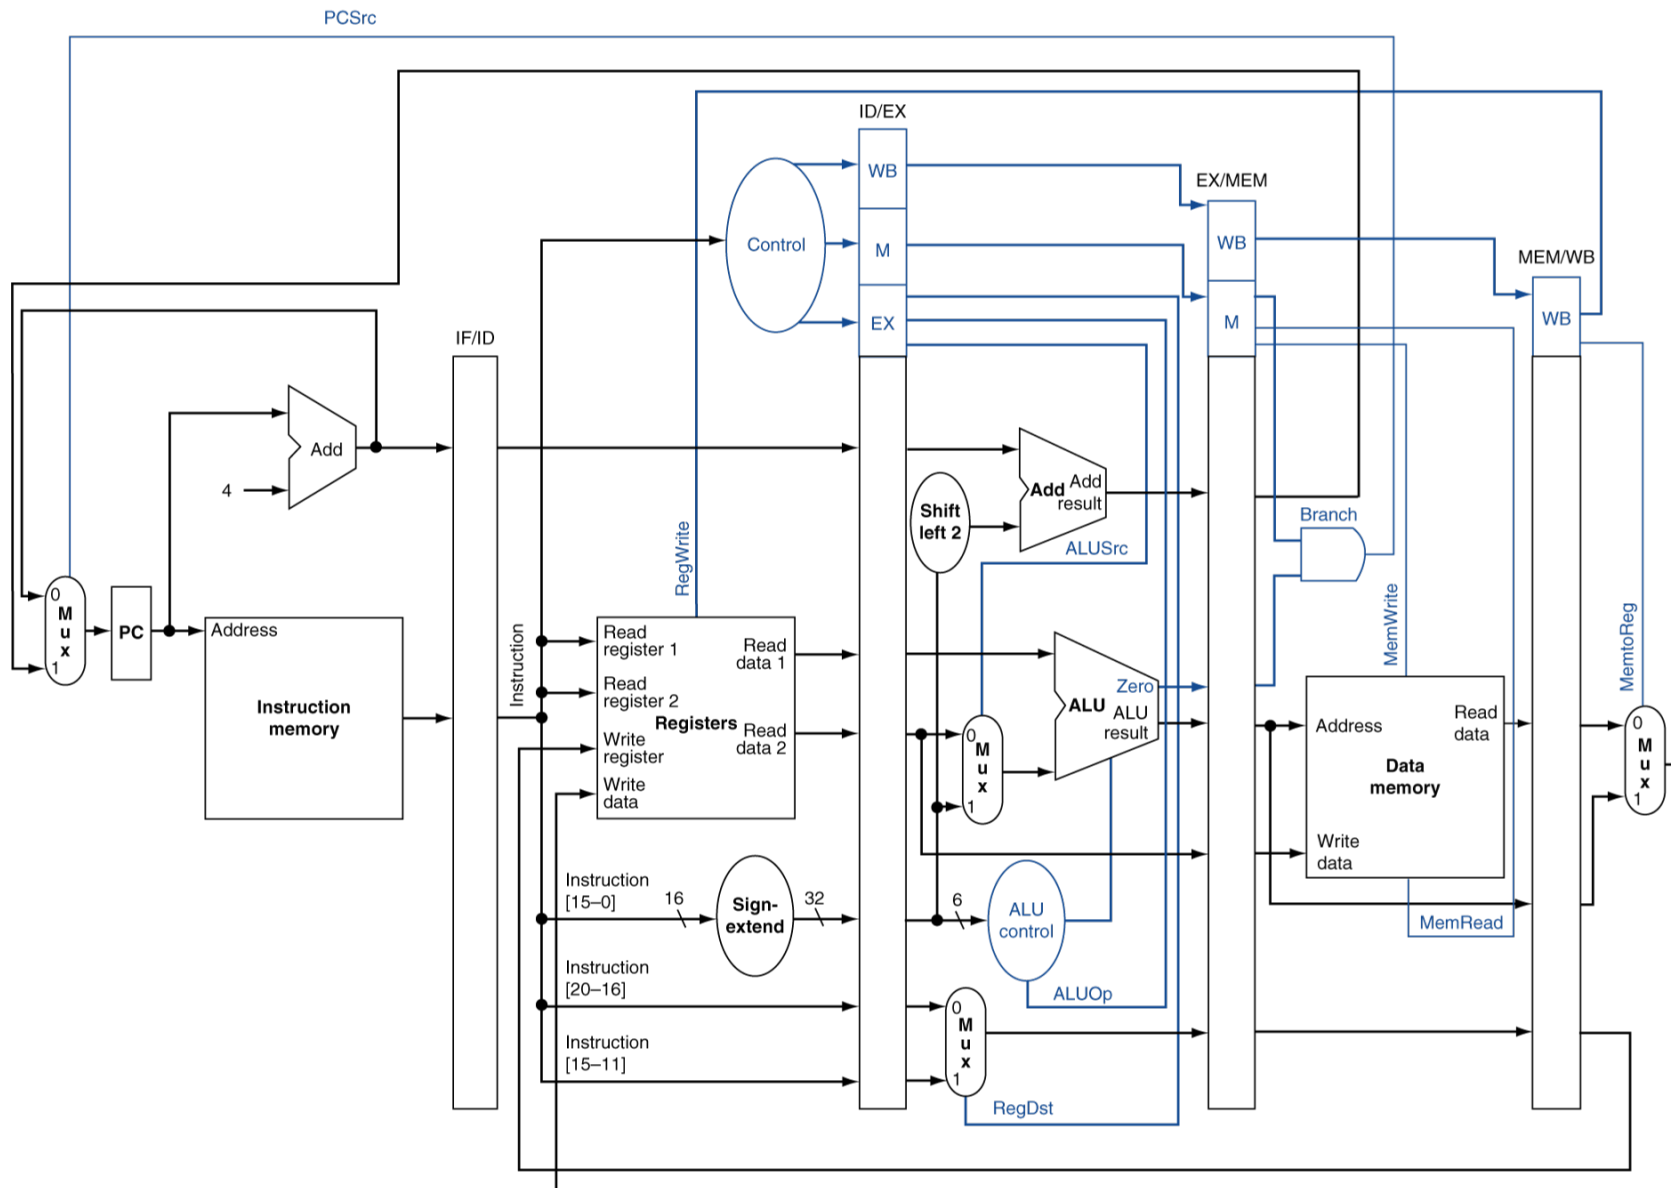 PCSrc
ID/EX
WB
EX/MEM
Control
M
WB
MEM/WB
EX
M
WB
IF/ID
Add
4
Add
Add
result
Shift
left 2
Branch
ALUSrc
RegWrite
MemWrite
MemtoReg
0
M
u
x
1
PC
Address
Instruction
memory
Instruction
Read
register 1
Read
data 1
Read
register 2
Registers
Read
data 2
Write
register
Write
data
0
M
u
x
1
Zero
ALU
ALU
result
Address
Read
data
Data
memory
Write
data
0
M
u
x
1
Instruction
[15–0]
16
Sign-
extend
32
6
ALU
control
MemRead
Instruction
[20–16]
ALUOp
0
M
u
x
1
Instruction
[15–11]
RegDst